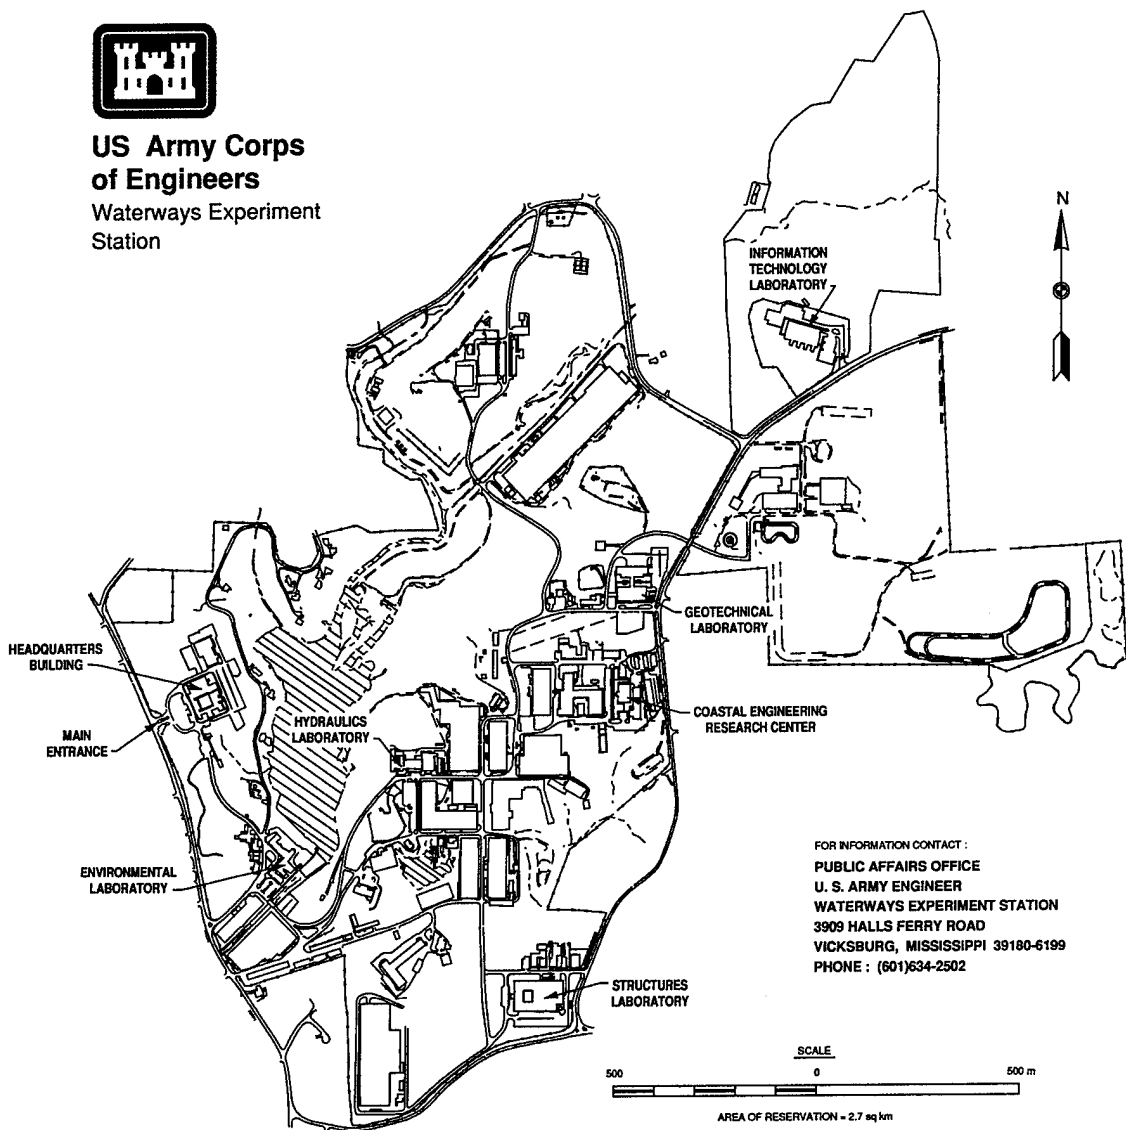 US Army Corps
of Engineers
Waterways Experiment
Station
N
INFORMATION
TECHNOLOGY
LABORATORY
GEOTECHNICAL
LABORATORY
HEADQUARTERS
BUILDING
MAIN
ENTRANCE
HYDRAULICS
LABORATORY
COASTAL ENGINEERING
RESEARCH CENTER
ENVIRONMENTAL
LABORATORY
STRUCTURES
LABORATORY
FOR INFORMATION CONTACT :
PUBLIC AFFAIRS OFFICE
U. S. ARMY ENGINEER
WATERWAYS EXPERIMENT STATION
3909 HALLS FERRY ROAD
VICKSBURG, MISSISSIPPI 39180-6199
PHONE : (601)634-2502
SCALE
500 0 500 m
AREA OF RESERVATION = 2.7 sq km